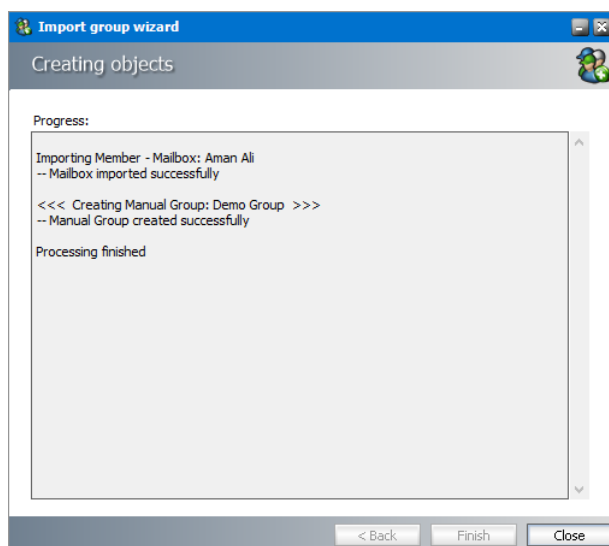 Import group wizard
Creating objects
Progress:
Importing Member - Mailbox: Aman Ali
-- Mailbox imported successfully
<<<  Creating Manual Group: Demo Group  >>>
-- Manual Group created successfully
Processing finished
< Back
Finish
Close